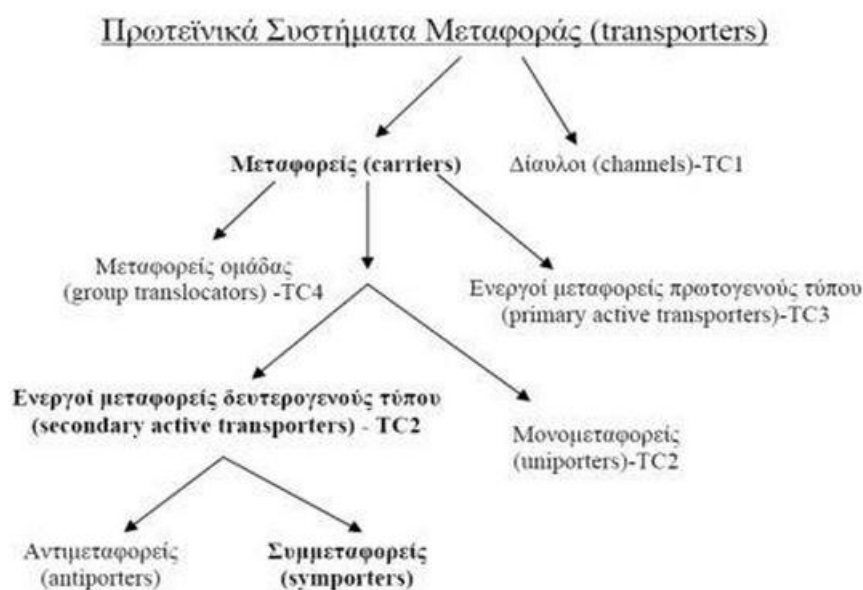 Πρωτεϊνικά Συστήματα Μεταφοράς (transporters)
Μεταφορείς (carriers)
Δίαυλοι (channels)-TC1
Μεταφορείς ομάδας
(group translocators) -TC4
Ενεργοί μεταφορείς πρωτογενούς τύπου
(primary active transporters)-TC3
Ενεργοί μεταφορείς δευτερογενούς τύπου
(secondary active transporters) - TC2
Μονομεταφορείς
(uniporters)-TC2
Αντιμεταφορείς
(antiporters)
Συμμεταφορείς
(symporters)